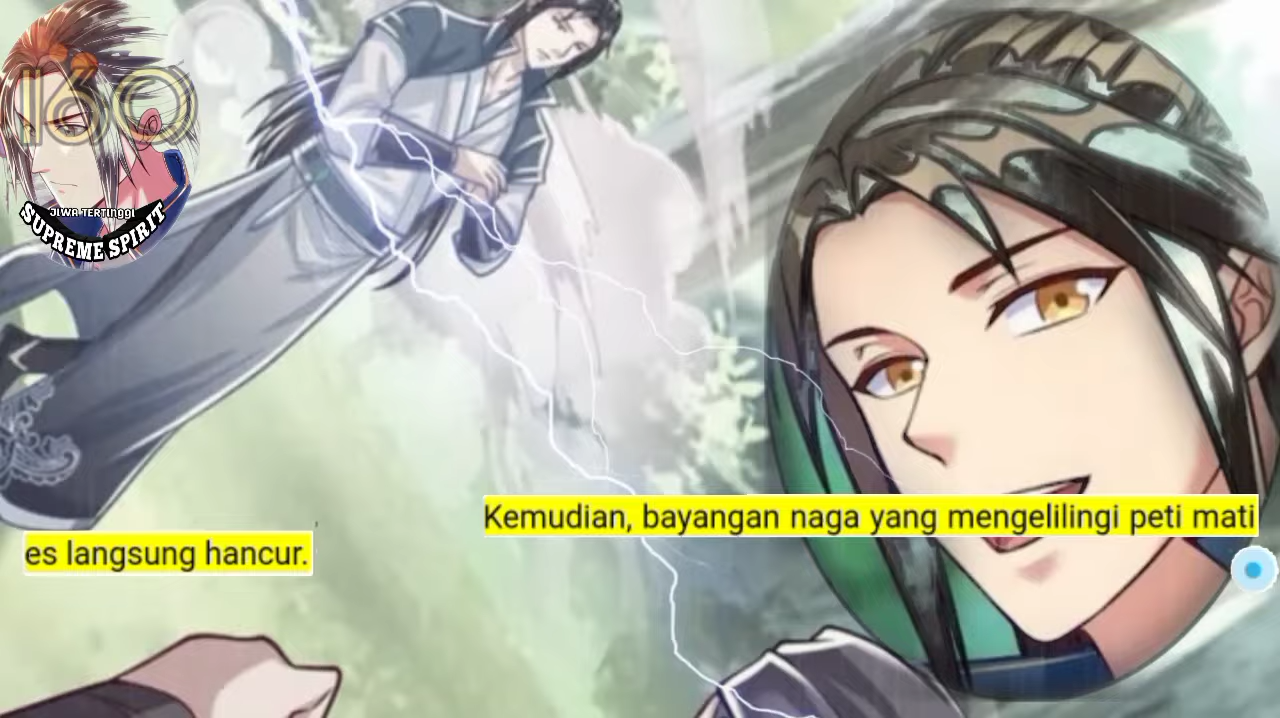 160
JIWA TERTINGGI
SUPREME SPIRIT
Kemudian, bayangan naga yang mengelilingi peti mati
es langsung hancur.